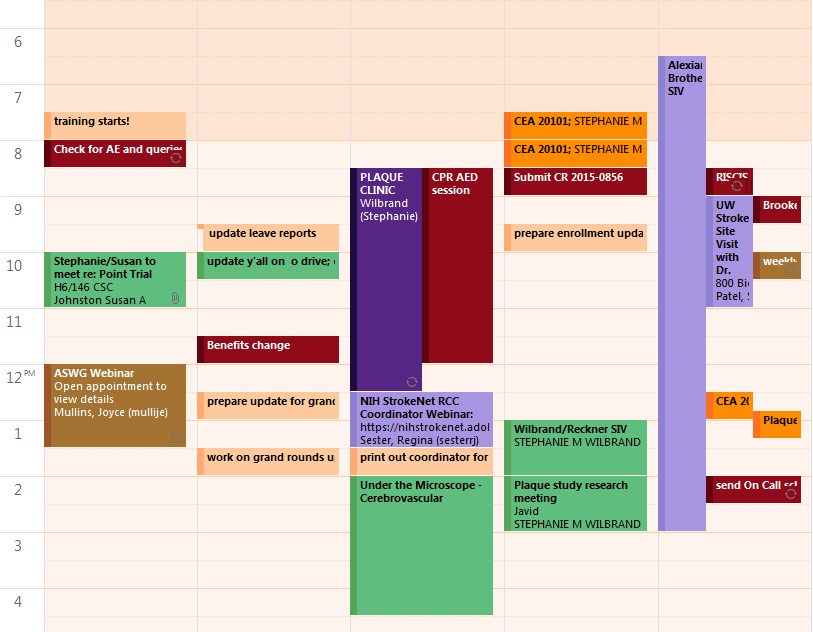 6
7
8
9
10
11
12 PM
1
2
3
4
training starts!
Check for AE and queries
Stephanie/Susan to
meet re: Point Trial
H6/146 CSC
Johnston Susan A
ASWG Webinar
Open appointment to
view details
Mullins, Joyce (mullije)
update leave reports
update y'all on o drive;
Benefits change
prepare update for grand
work on grand rounds u
PLAQUE
CLINIC
Wilbrand
(Stephanie)
CPR AED
session
NIH StrokeNet RCC
Coordinator Webinar:
https://nihstrokenet.adol
Sester, Regina (sesterrj)
print out coordinator for
Under the Microscope -
Cerebrovascular
CEA 20101; STEPHANIE M
CEA 20101; STEPHANIE M
Submit CR 2015-0856
prepare enrollment upda
Wilbrand/Reckner SIV
STEPHANIE M WILBRAND
Plaque study research
meeting
Javid
STEPHANIE M WILBRAND
Alexian
Brothe
SIV
UW
Stroke
Site
Visit
with
Dr.
800 Bi
Patel,
Brooke
weekly
CEA 20
Plaque
send On Call